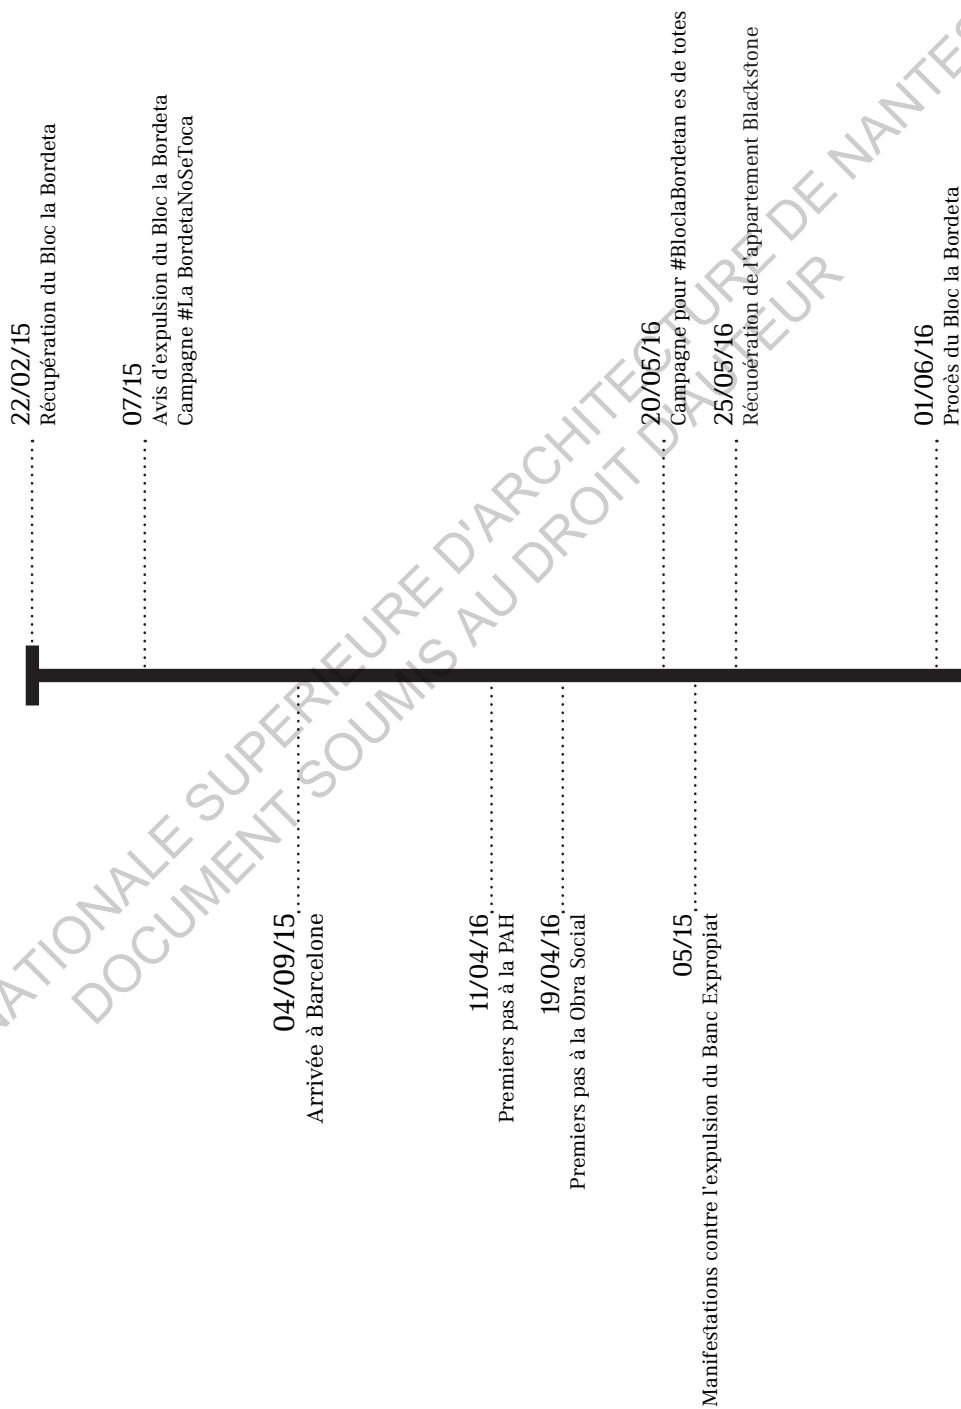 22/02/15
Récupération du Bloc la Bordeta
07/15
Avis d'expulsion du Bloc la Bordeta
Campagne #La BordetaNoSeToca
04/09/15
Arrivée à Barcelone
11/04/16
Premiers pas à la PAH
19/04/16
Premiers pas à la Obra Social
20/05/16
Campagne pour #BloclaBordetan es de totes
05/15
Manifestations contre l'expulsion du Banc Expropiat
25/05/16
Récuoération de l'appartement Blackstone
01/06/16
Procès du Bloc la Bordeta
NATIONALE SUPERIEURE D'ARCHITECTURE DE NANTES
DOCUMENT SOUMIS AU DROIT D'AUTEUR